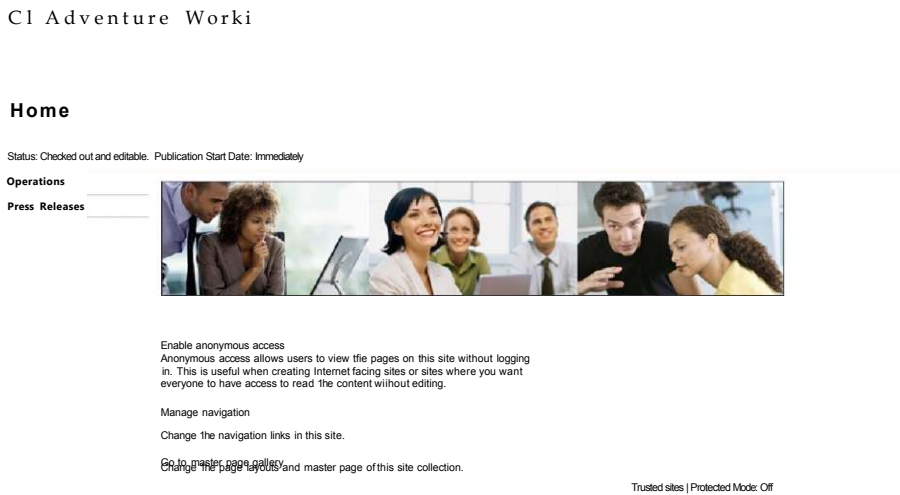 Cl Adventure Worki
Home
Status: Checked out and editable. Publication Start Date: Immediately
Operations
Press Releases
Enable anonymous access
Anonymous access allows users to view tfie pages on this site without logging
in. This is useful when creating Internet facing sites or sites where you want
everyone to have access to read 1he content wiihout editing.
Manage navigation
Change 1he navigation links in this site.
Go to master page gallery
Change 1he page layouts and master page of this site collection.
Trusted sites | Protected Mode: Off